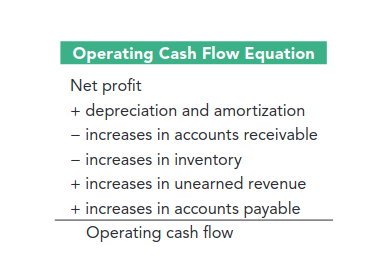 Operating Cash Flow Equation
Net profit
+ depreciation and amortization
− increases in accounts receivable
− increases in inventory
+ increases in unearned revenue
+ increases in accounts payable
Operating cash flow